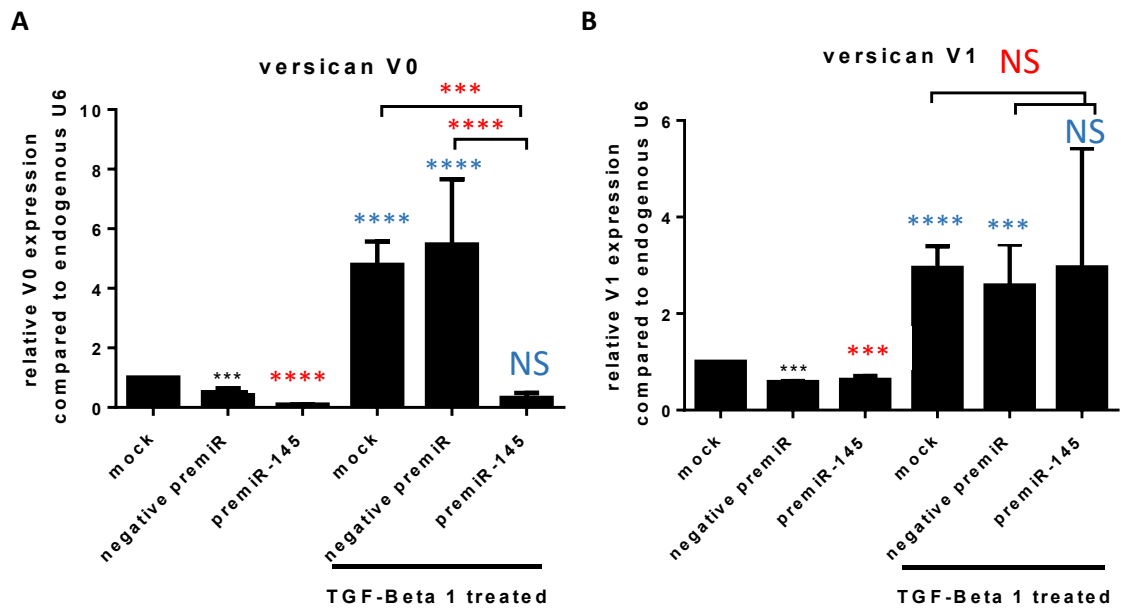 A
versican V0
relative V0 expression
compared to endogenous U6
10
8
6
4
2
0
***
****
****
****
***
****
NS
mock
negative premiR
premiR-145
mock
negative premiR
premiR-145
TGF-Beta 1 treated
B
versican V1
NS
relative V1 expression
compared to endogenous U6
6
4
2
0
***
***
****
***
NS
mock
negative premiR
premiR-145
mock
negative premiR
premiR-145
TGF-Beta 1 treated